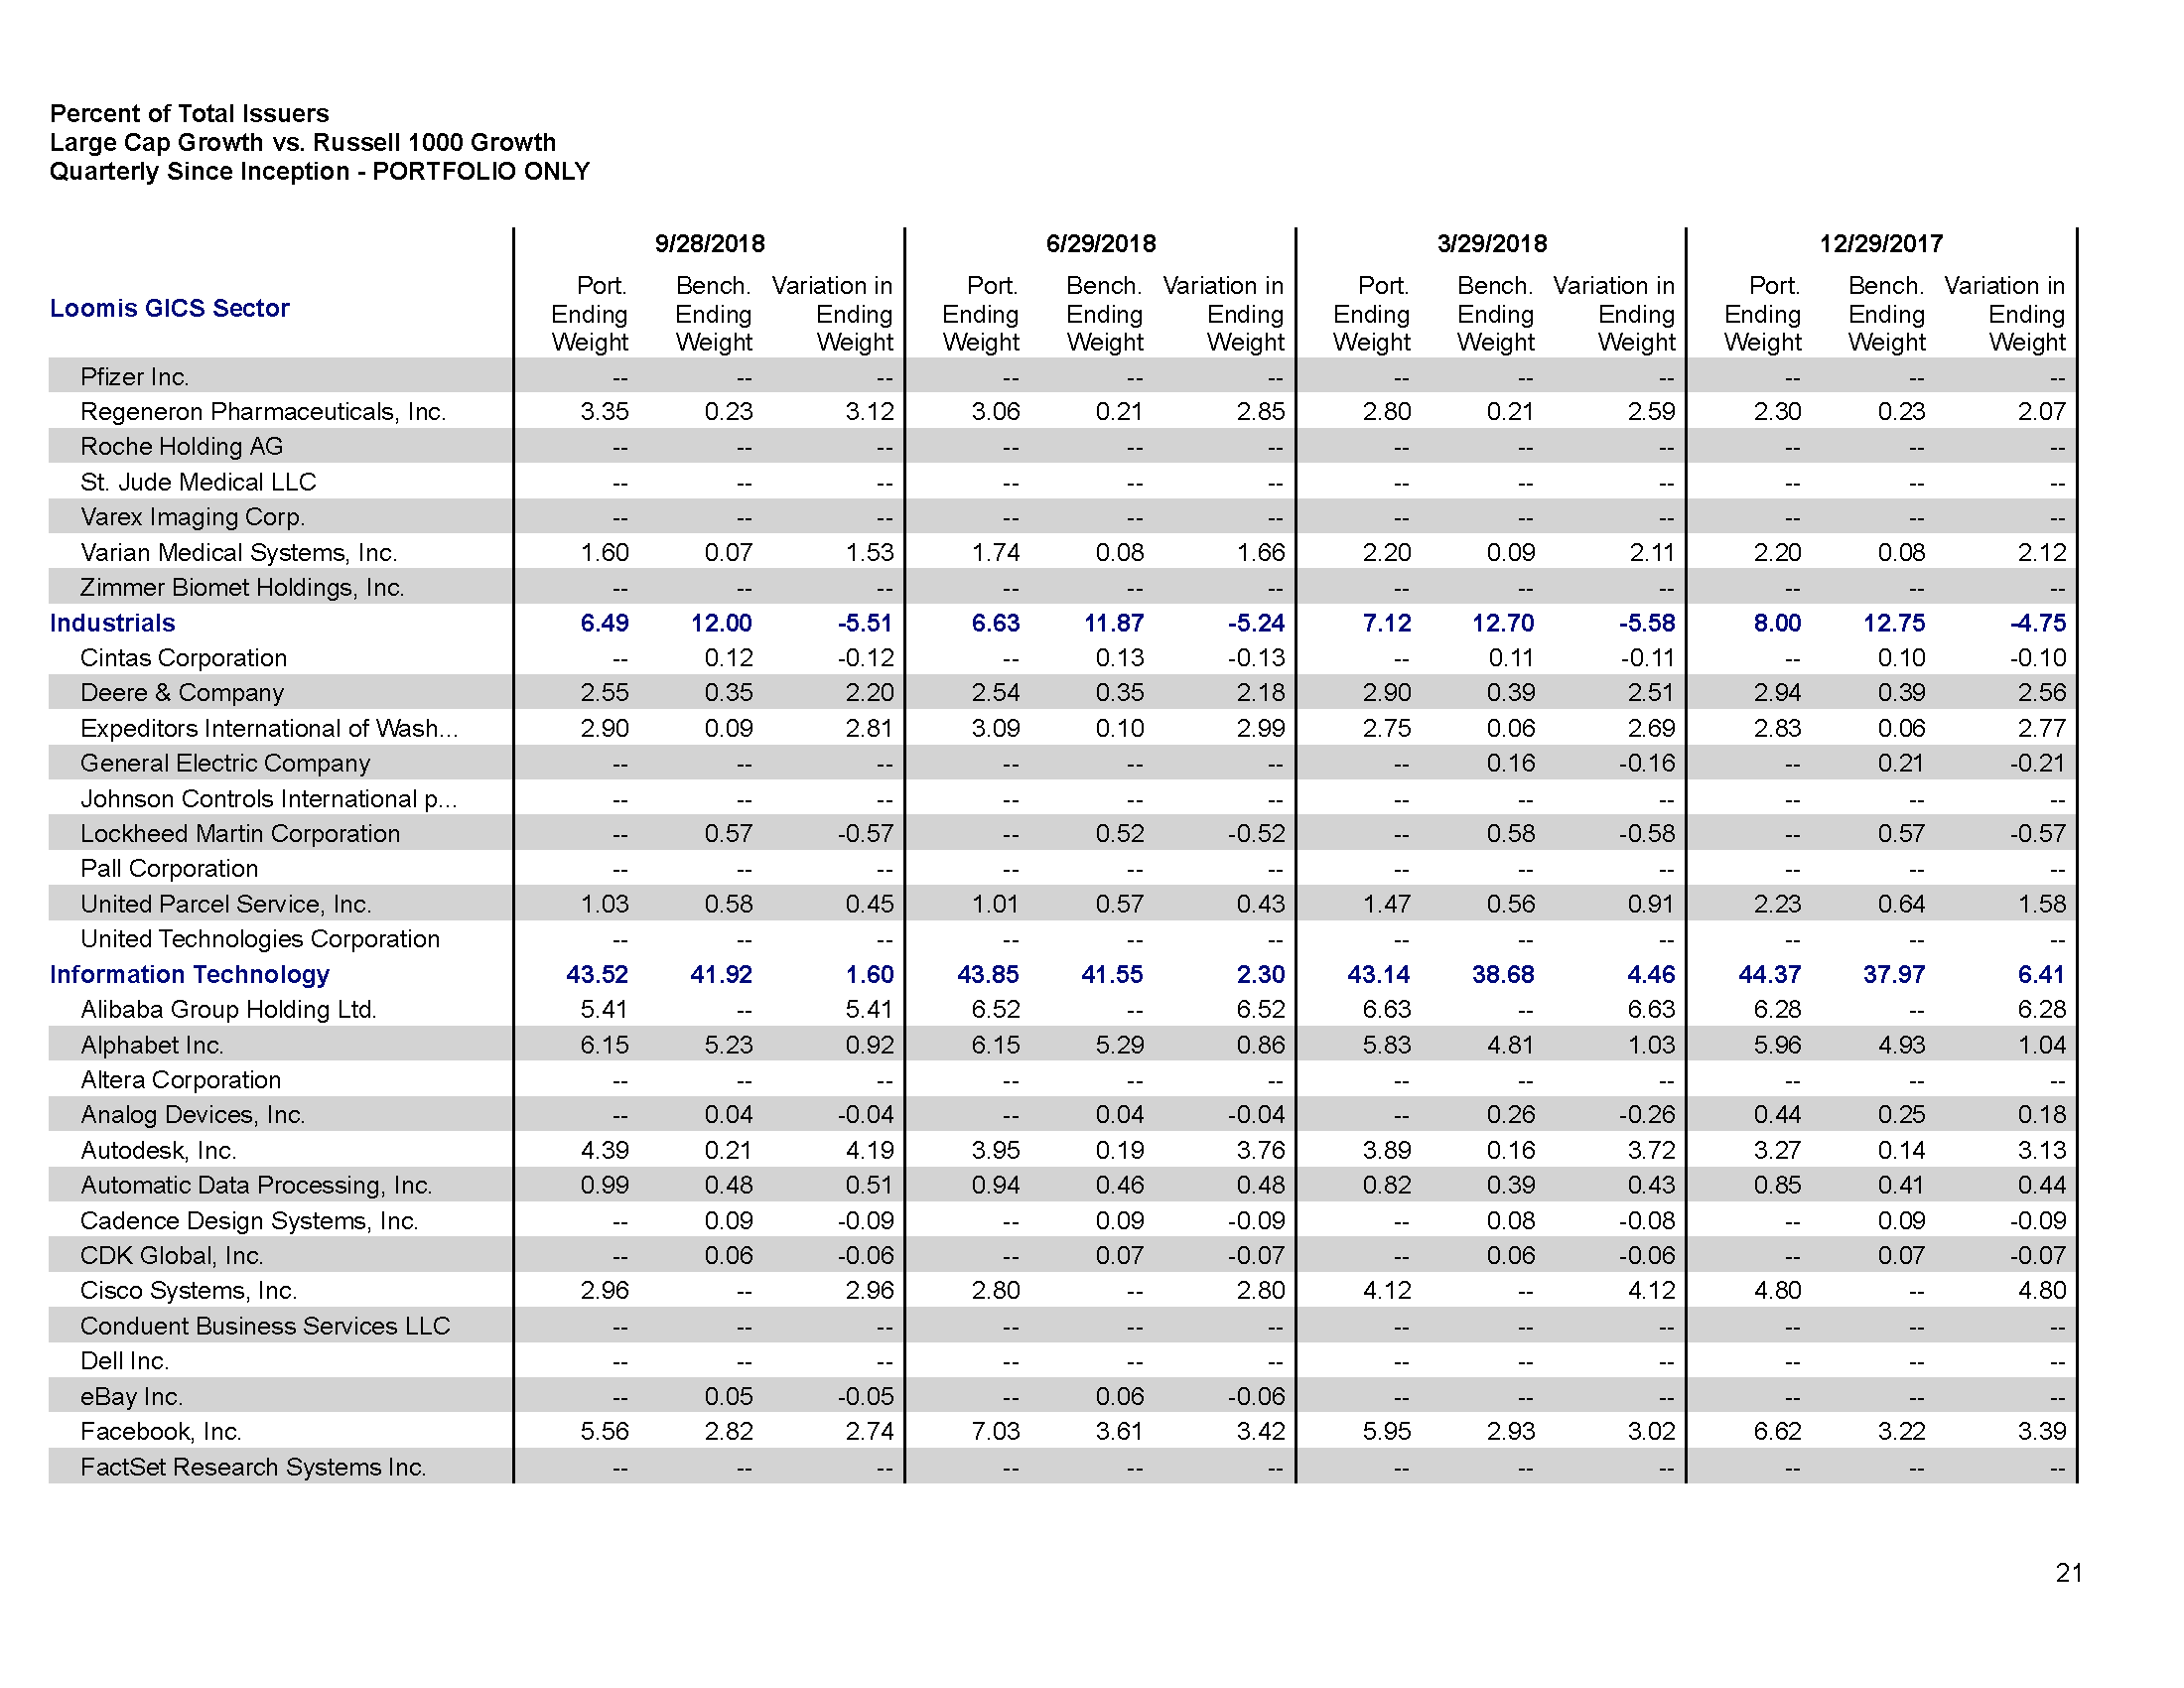 Percent of Total Issuers
Large Cap Growth vs. Russell 1000 Growth
Quarterly Since Inception - PORTFOLIO ONLY
9/28/2018 6/29/2018 3/29/2018 12/29/2017
Loomis GICS Sector
Port. Bench. Variation in Port. Bench. Variation in Port. Bench. Variation in Port. Bench. Variation in
Ending Ending Ending Ending Ending Ending Ending Ending Ending Ending Ending Ending
Weight Weight Weight Weight Weight Weight Weight Weight Weight Weight Weight Weight
Pfizer Inc. -- -- -- -- -- -- -- -- -- -- -- --
Regeneron Pharmaceuticals, Inc. 3.35 0.23 3.12 3.06 0.21 2.85 2.80 0.21 2.59 2.30 0.23 2.07
Roche Holding AG -- -- -- -- -- -- -- -- -- -- -- --
St. Jude Medical LLC -- -- -- -- -- -- -- -- -- -- -- --
Varex Imaging Corp. -- -- -- -- -- -- -- -- -- -- -- --
Varian Medical Systems, Inc. 1.60 0.07 1.53 1.74 0.08 1.66 2.20 0.09 2.11 2.20 0.08 2.12
Zimmer Biomet Holdings, Inc. -- -- -- -- -- -- -- -- -- -- -- --
Industrials 6.49 12.00 -5.51 6.63 11.87 -5.24 7.12 12.70 -5.58 8.00 12.75 -4.75
Cintas Corporation -- 0.12 -0.12 -- 0.13 -0.13 -- 0.11 -0.11 -- 0.10 -0.10
Deere & Company 2.55 0.35 2.20 2.54 0.35 2.18 2.90 0.39 2.51 2.94 0.39 2.56
Expeditors International of Wash... 2.90 0.09 2.81 3.09 0.10 2.99 2.75 0.06 2.69 2.83 0.06 2.77
General Electric Company -- -- -- -- -- -- -- 0.16 -0.16 -- 0.21 -0.21
Johnson Controls International p... -- -- -- -- -- -- -- -- -- -- -- --
Lockheed Martin Corporation -- 0.57 -0.57 -- 0.52 -0.52 -- 0.58 -0.58 -- 0.57 -0.57
Pall Corporation -- -- -- -- -- -- -- -- -- -- -- --
United Parcel Service, Inc. 1.03 0.58 0.45 1.01 0.57 0.43 1.47 0.56 0.91 2.23 0.64 1.58
United Technologies Corporation -- -- -- -- -- -- -- -- -- -- -- --
Information Technology 43.52 41.92 1.60 43.85 41.55 2.30 43.14 38.68 4.46 44.37 37.97 6.41
Alibaba Group Holding Ltd. 5.41 -- 5.41 6.52 -- 6.52 6.63 -- 6.63 6.28 -- 6.28
Alphabet Inc. 6.15 5.23 0.92 6.15 5.29 0.86 5.83 4.81 1.03 5.96 4.93 1.04
Altera Corporation -- -- -- -- -- -- -- -- -- -- -- --
Analog Devices, Inc. -- 0.04 -0.04 -- 0.04 -0.04 -- 0.26 -0.26 0.44 0.25 0.18
Autodesk, Inc. 4.39 0.21 4.19 3.95 0.19 3.76 3.89 0.16 3.72 3.27 0.14 3.13
Automatic Data Processing, Inc. 0.99 0.48 0.51 0.94 0.46 0.48 0.82 0.39 0.43 0.85 0.41 0.44
Cadence Design Systems, Inc. -- 0.09 -0.09 -- 0.09 -0.09 -- 0.08 -0.08 -- 0.09 -0.09
CDK Global, Inc. -- 0.06 -0.06 -- 0.07 -0.07 -- 0.06 -0.06 -- 0.07 -0.07
Cisco Systems, Inc. 2.96 -- 2.96 2.80 -- 2.80 4.12 -- 4.12 4.80 -- 4.80
Conduent Business Services LLC -- -- -- -- -- -- -- -- -- -- -- --
Dell Inc. -- -- -- -- -- -- -- -- -- -- -- --
eBay Inc. -- 0.05 -0.05 -- 0.06 -0.06 -- -- -- -- -- --
Facebook, Inc. 5.56 2.82 2.74 7.03 3.61 3.42 5.95 2.93 3.02 6.62 3.22 3.39
FactSet Research Systems Inc. -- -- -- -- -- -- -- -- -- -- -- --
21